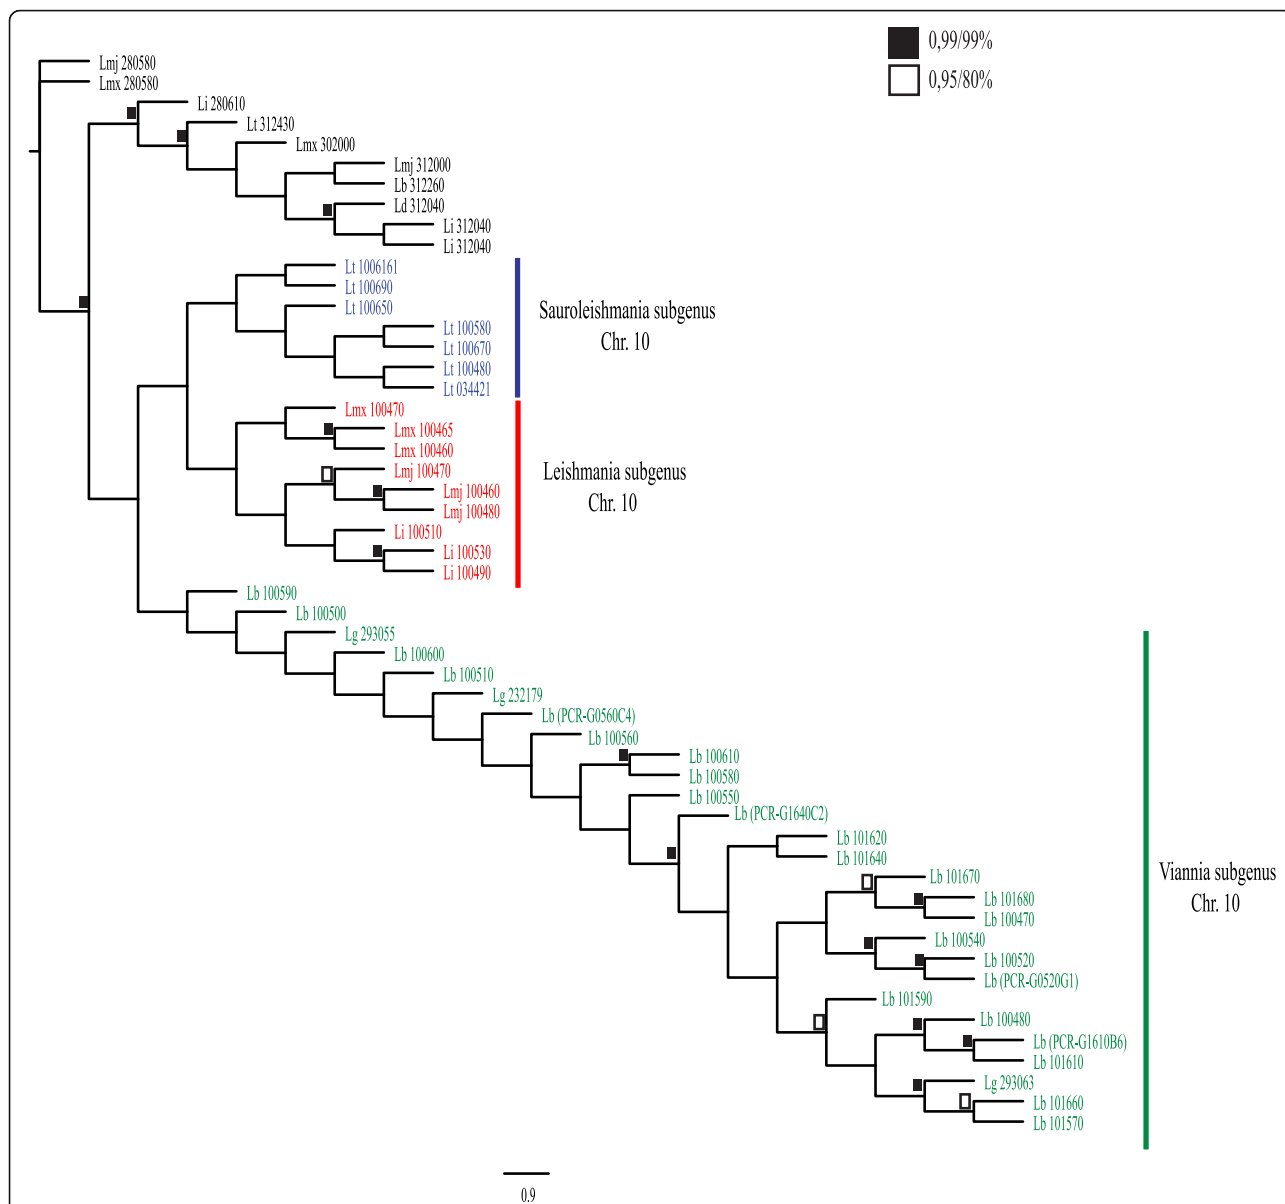 0,99/99%
0,95/80%
Lmj 280580
Lmx 280580
Li 280610
Lt 312430
Lmx 302000
Lmj 312000
Lb 312260
Ld 312040
Li 312040
Li 312040
Lt 1006161
Lt 100690
Lt 100650
Lt 100580
Lt 100670
Lt 100480
Lt 034421
Sauroleishmania subgenus
Chr. 10
Lmx 100470
Lmx 100465
Lmx 100460
Lmj 100470
Lmj 100460
Lmj 100480
Li 100510
Li 100530
Li 100490
Leishmania subgenus
Chr. 10
Lb 100590
Lb 100500
Lg 293055
Lb 100600
Lb 100510
Lg 232179
Lb (PCR-G0560C4)
Lb 100560
Lb 100610
Lb 100580
Lb 100550
Lb (PCR-G1640C2)
Lb 101620
Lb 101640
Lb 101670
Lb 101680
Lb 100470
Lb 100540
Lb 100520
Lb (PCR-G0520G1)
Lb 101590
Lb 100480
Lb (PCR-G1610B6)
Lb 101610
Lg 293063
Lb 101660
Lb 101570
Viannia subgenus
Chr. 10
0.9